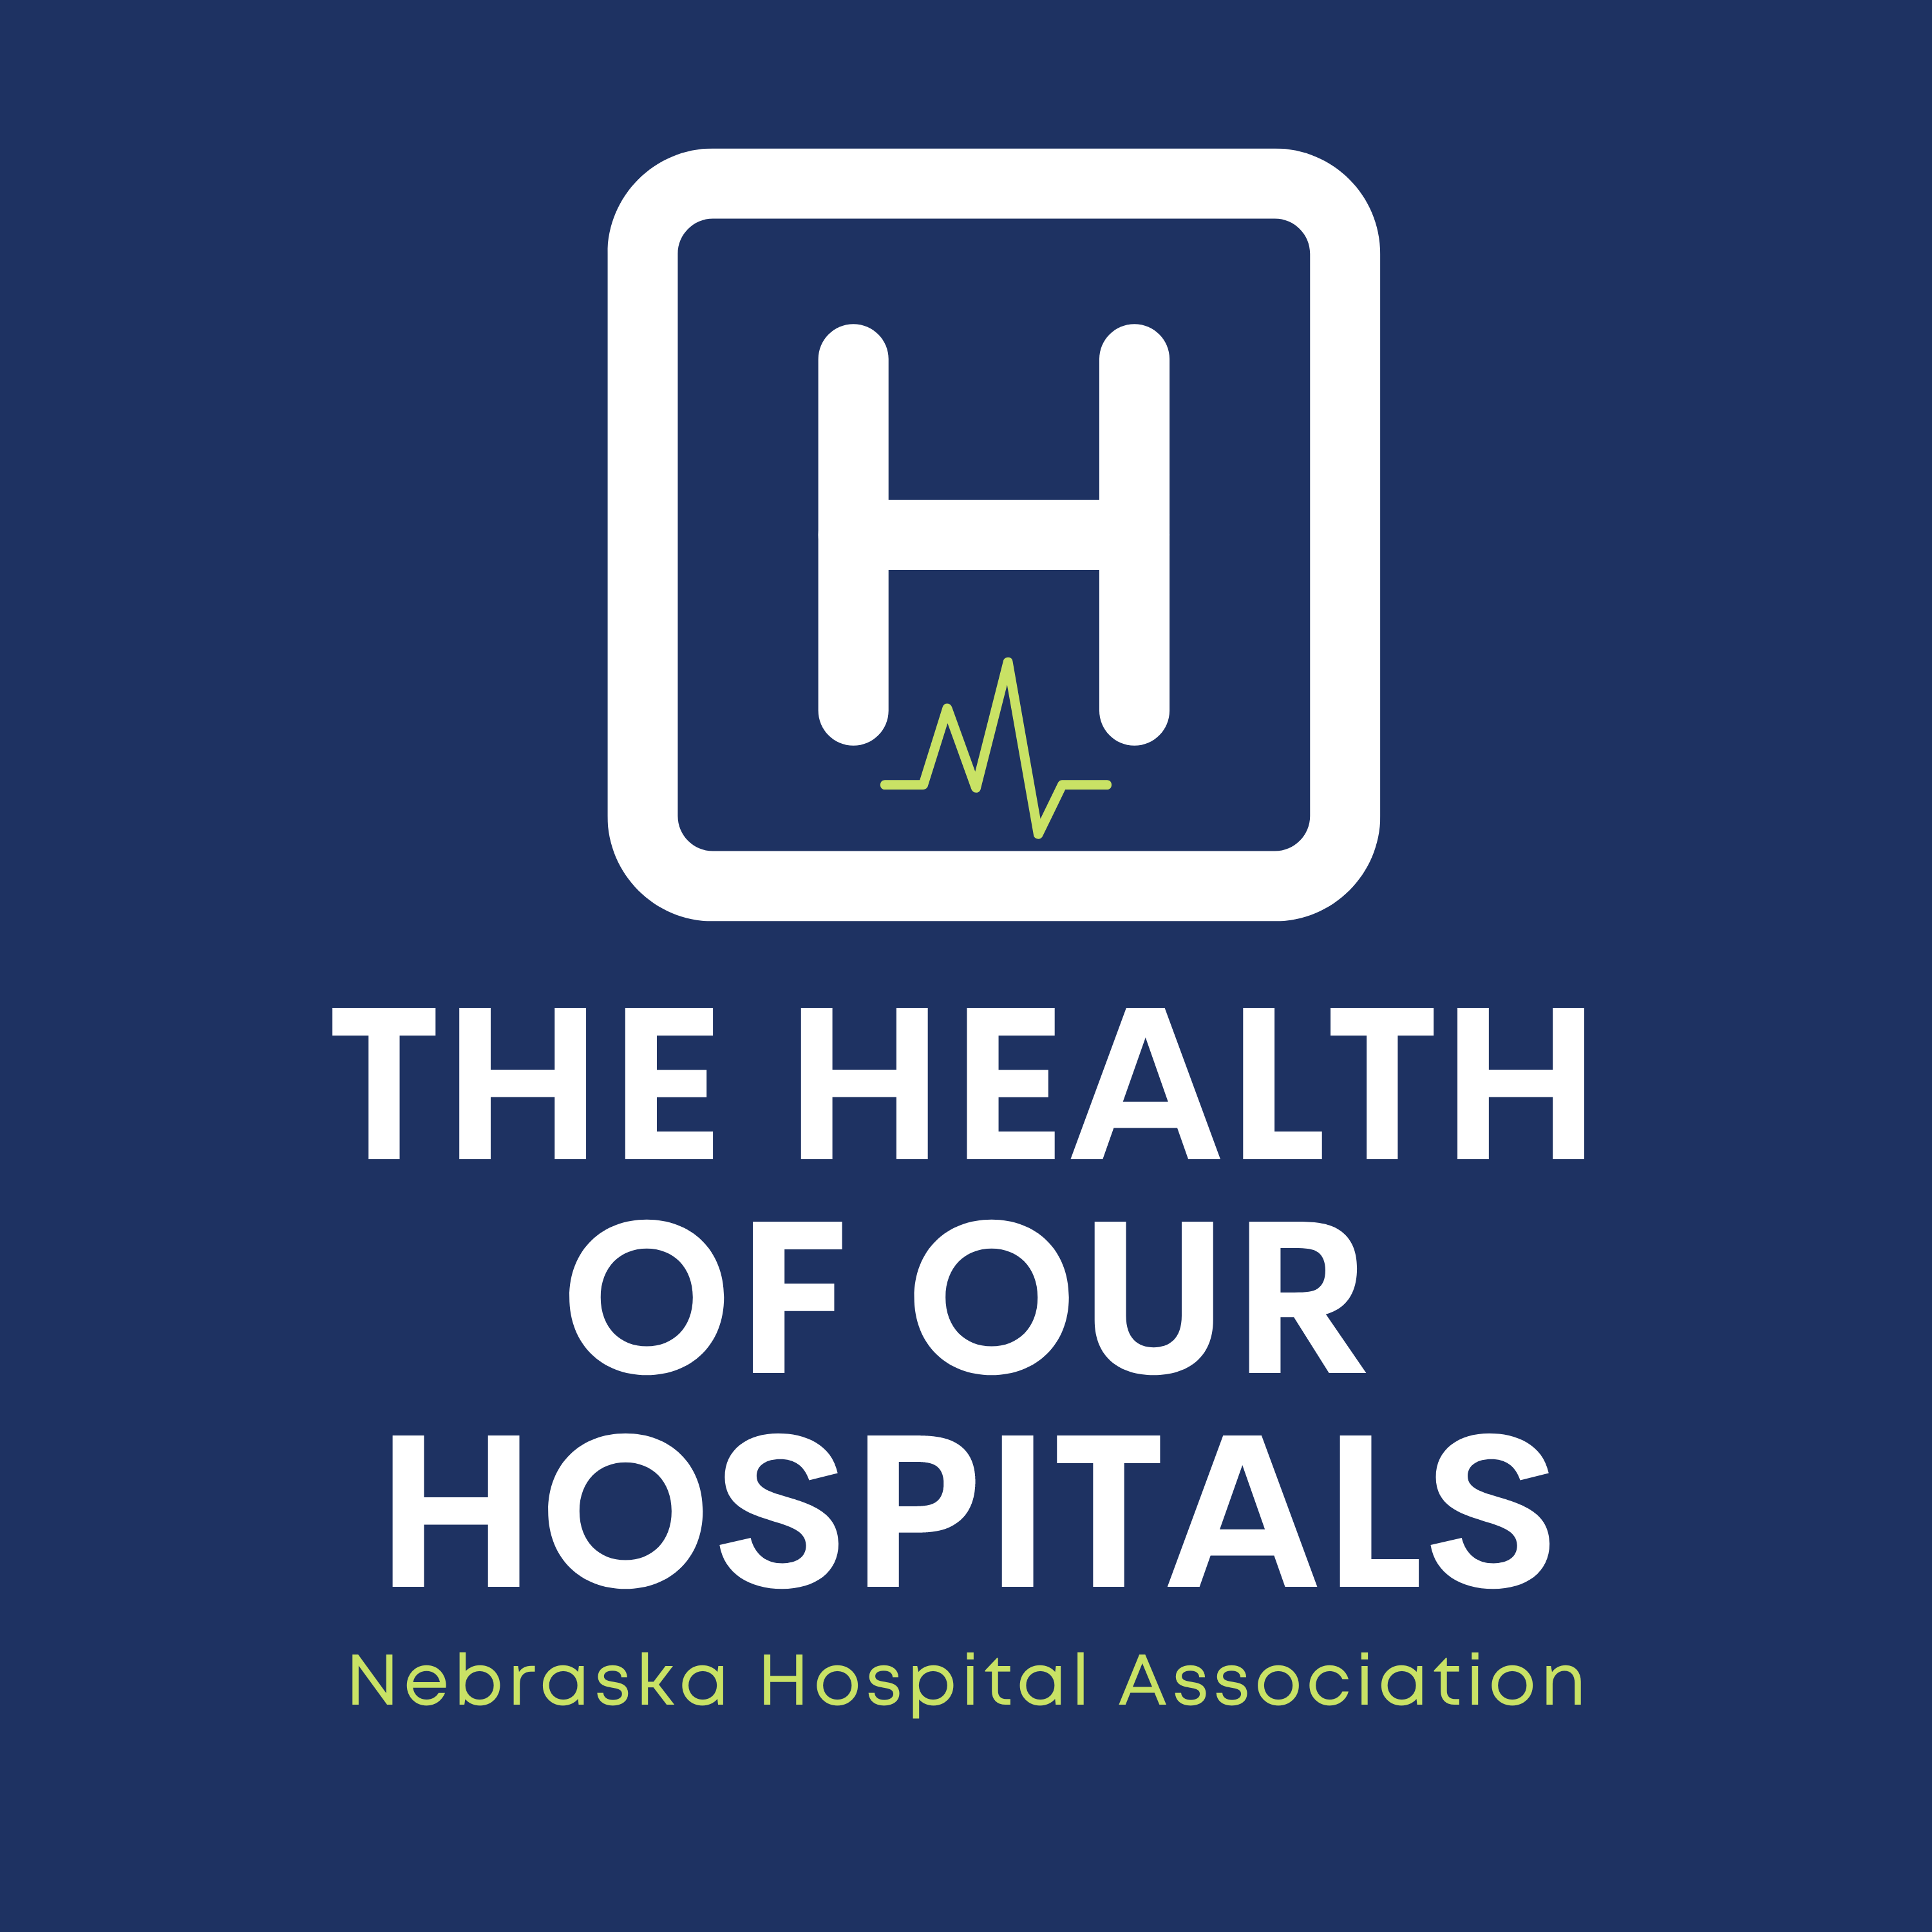 H
THE HEALTH
OF OUR
HOSPITALS
Nebraska Hospital Association